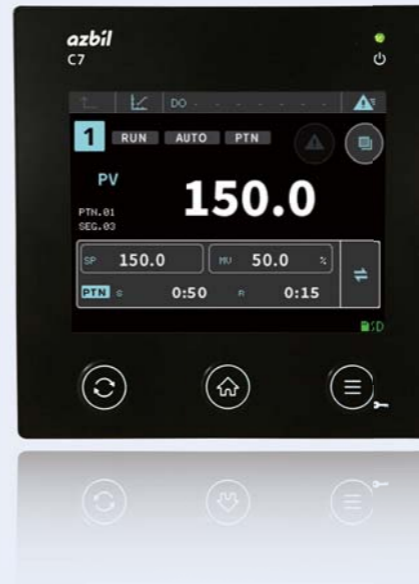 azbil
C7
DO - - - - - - - -
1 RUN AUTO PTN
PV
150.0
PTN.01
SEG.03
SP 150.0 MU 50.0 %
PTN S 0:50 R 0:15
SD